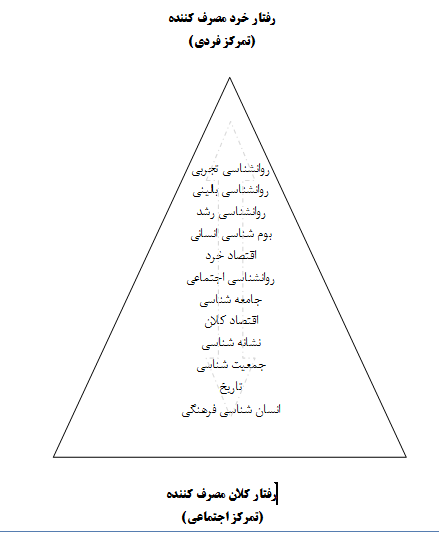 رفتار خرد مصرف کننده
(تمرکز فردی)
روانشناسی تجربی
روانشناسی بالینی
روانشناسی رشد
بوم شناسی انسانی
اقتصاد خرد
روانشناسی اجتماعی
جامعه شناسی
اقتصاد کلان
نشانه شناسی
جمعیت شناسی
تاریخ
انسان شناسی فرهنگی
رفتار کلان مصرف کننده
(تمرکز اجتماعی)